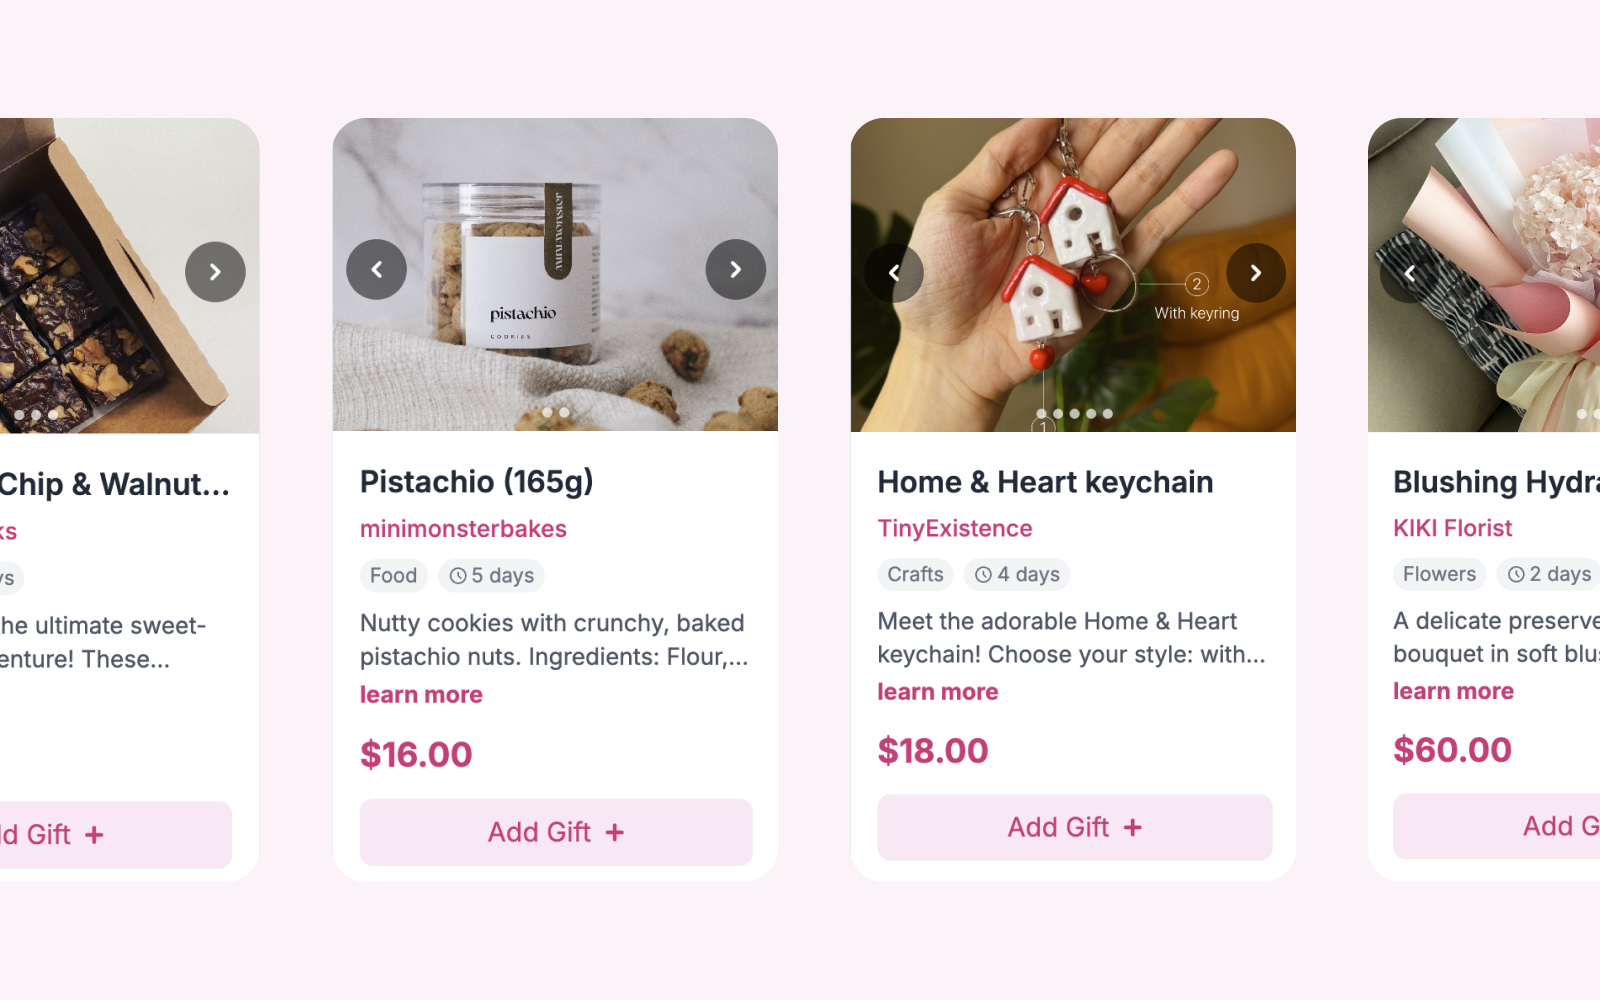 Chip & Walnut...
ks
ys
he ultimate sweet-
enture! These...
dd Gift +
mini monster
pistachio
COOKIES
Pistachio (165g)
minimonsterbakes
Food
5 days
Nutty cookies with crunchy, baked
pistachio nuts. Ingredients: Flour,...
learn more
$16.00
Add Gift +
2
With keyring
1
Home & Heart keychain
TinyExistence
Crafts
4 days
Meet the adorable Home & Heart
keychain! Choose your style: with...
learn more
$18.00
Add Gift +
Blushing Hydra
KIKI Florist
Flowers
2 days
A delicate preserve
bouquet in soft blus
learn more
$60.00
Add G